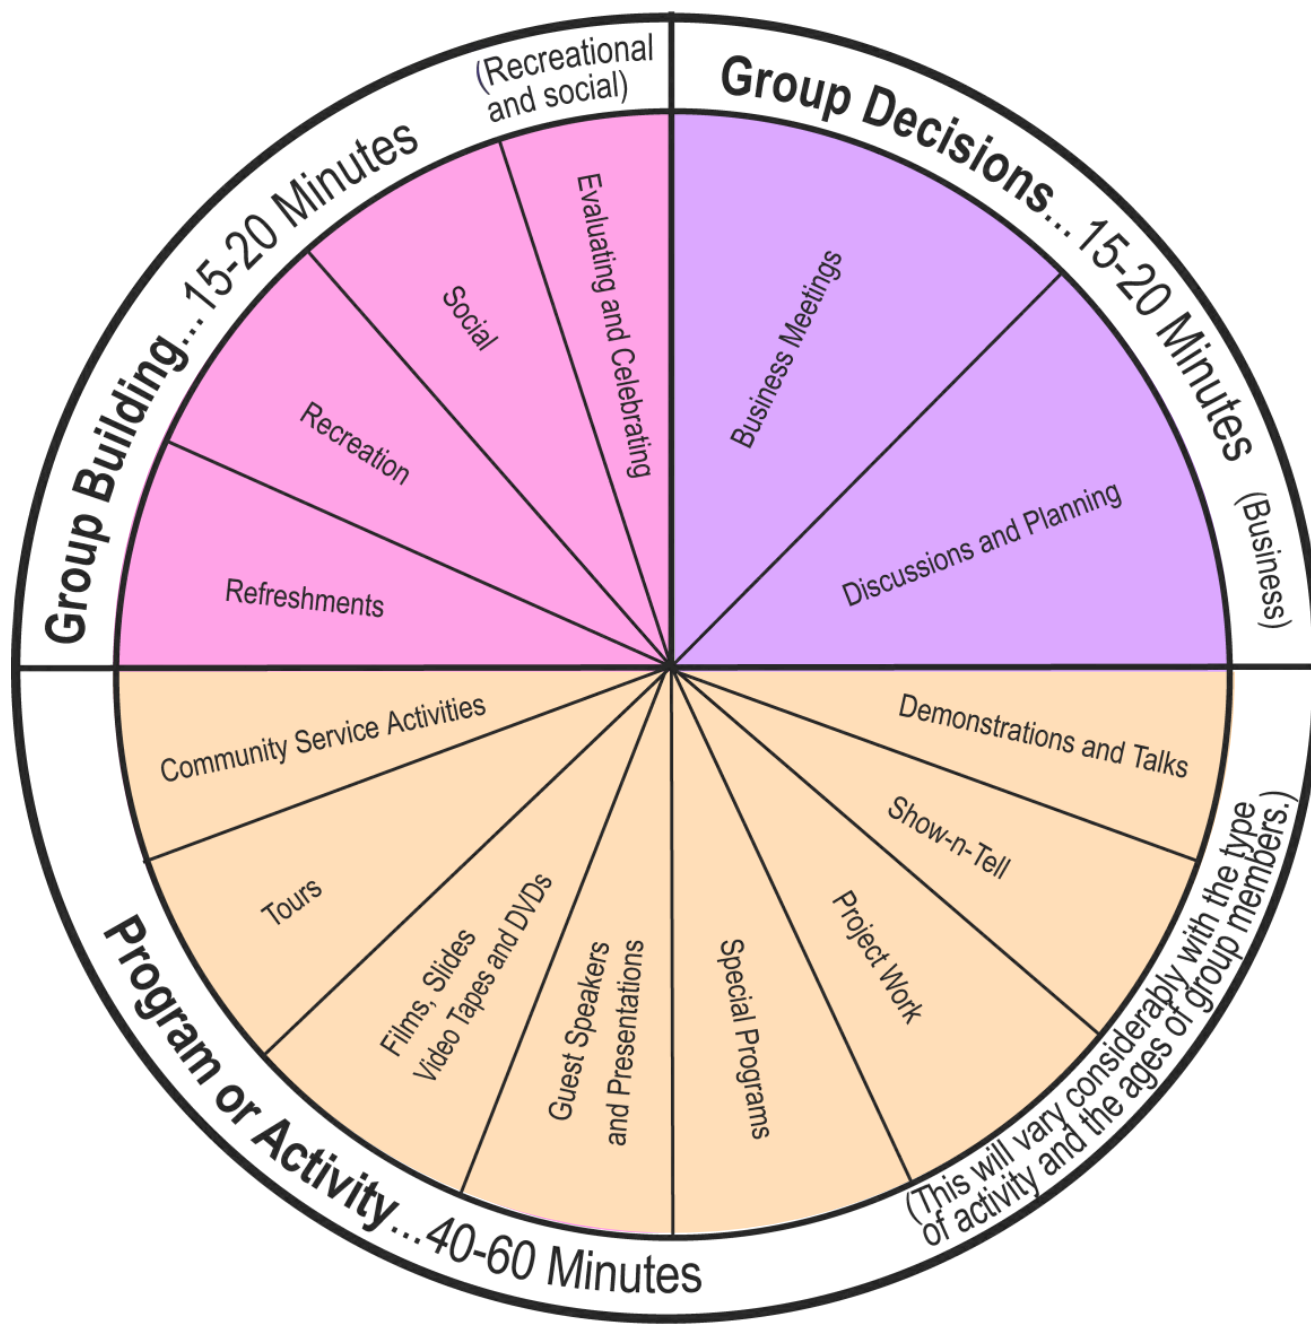 (Recreational
and social)
Group Building...15-20 Minutes
Evaluating and Celebrating
Social
Recreation
Refreshments
Group Decisions... 15-20 Minutes
(Business)
Business Meetings
Discussions and Planning
Demonstrations and Talks
Show-n-Tell
Project Work
Special Programs
Guest Speakers
and Presentations
Films, Slides
Video Tapes and DVDs
Tours
Community Service Activities
Program or Activity...40-60 Minutes
(This will vary considerably with the type
of activity and the ages of group members.)